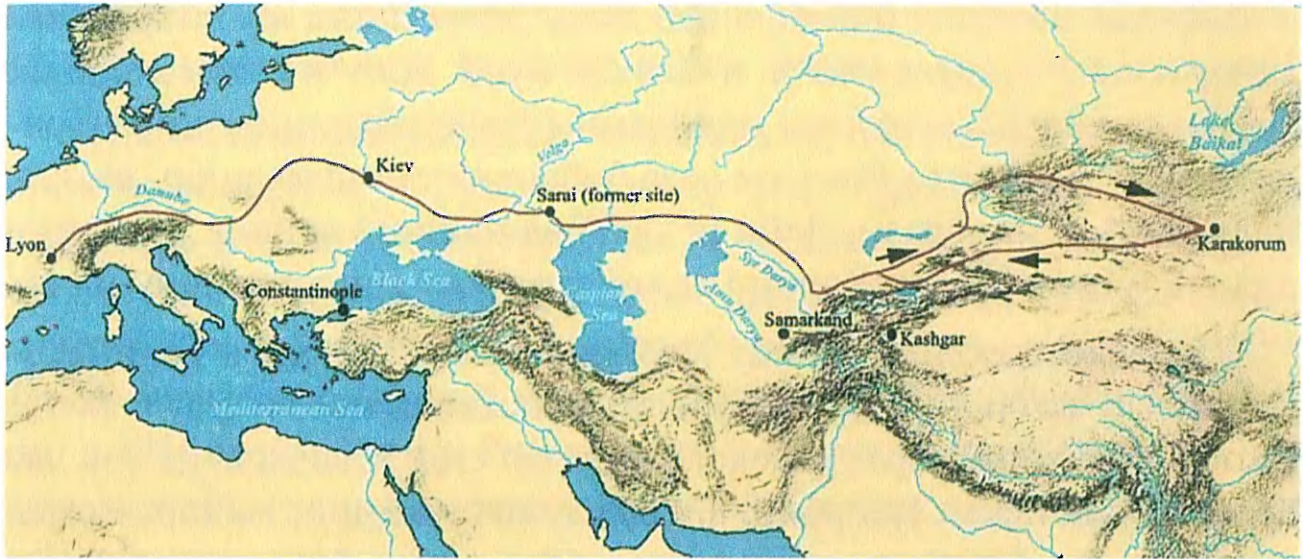 Lake
Baikal
Kiev
Volga
Danube
Sarai (former site)
Lyon
Karakorum
Black Sea
Syr Darya
Constantinople
Caspian
Sea
Amu Darya
Samarkand
Kashgar
Mediterranean Sea